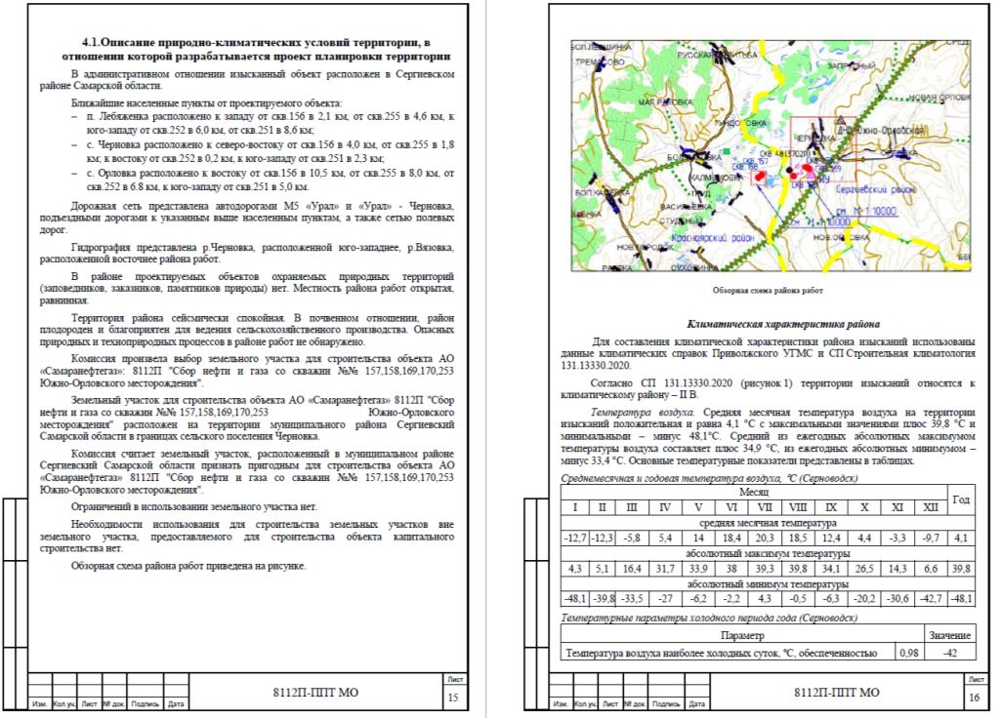 4.1.Описание природно-климатических условий территории, в
отношении которой разрабатывается проект планировки территории
В административном отношении изысканный объект расположен в Сергиевском
районе Самарской области.
Ближайшие населенные пункты от проектируемого объекта:
– п. Лебяженка расположено к западу от скв.156 в 2,1 км, от скв.255 в 4,6 км, к
юго-западу от скв.252 в 6,0 км, от скв.251 в 8,6 км;
– с. Черновка расположено к северо-востоку от скв.156 в 4,0 км, от скв.255 в 1,8
км; к востоку от скв.252 в 0,2 км, к юго-западу от скв.251 в 2,3 км;
– с. Орловка расположено к востоку от скв.156 в 10,5 км, от скв.255 в 8,0 км, от
скв.252 в 6.8 км, к юго-западу от скв.251 в 5,0 км.
Дорожная сеть представлена автодорогами М5 «Урал» и «Урал» - Черновка,
подъездными дорогами к указанным выше населенным пунктам, а также сетью полевых
дорог.
Гидрография представлена р.Черновка, расположенной юго-западнее, р.Вязовка,
расположенной восточнее района работ.
В районе проектируемых объектов охраняемых природных территорий
(заповедников, заказников, памятников природы) нет. Местность района работ открытая,
равнинная.
Территория района сейсмически спокойная. В почвенном отношении, район
плодороден и благоприятен для ведения сельскохозяйственного производства. Опасных
природных и техноприродных процессов в районе работ не обнаружено.
Комиссия произвела выбор земельного участка для строительства объекта АО
«Самаранефтегаз»: 8112П "Сбор нефти и газа со скважин №№ 157,158,169,170,253
Южно-Орловского месторождения".
Земельный участок для строительства объекта АО «Самаранефтегаз» 8112П "Сбор
нефти и газа со скважин №№ 157,158,169,170,253 Южно-Орловского
месторождения" расположен на территории муниципального района Сергиевский
Самарской области в границах сельского поселения Черновка.
Комиссия считает земельный участок, расположенный в муниципальном районе
Сергиевский Самарской области признать пригодным для строительства объекта АО
«Самаранефтегаз» 8112П "Сбор нефти и газа со скважин №№ 157,158,169,170,253
Южно-Орловского месторождения".
Ограничений в использовании земельного участка нет.
Необходимости использования для строительства земельных участков вне
земельного участка, предоставляемого для строительства объекта капитального
строительства нет.
Обзорная схема района работ приведена на рисунке.
8112П-ППТ МО
Лист
15
Изм. Кол.уч. Лист № док. Подпись Дата
РУССКАЯ
ЗАПРУДНЫЙ
МАЛ.РАКОВКА
НОВАЯ ОРЛОВК
ЧЕРНОВКА
ДНС Южно-Орловская
КАЛМЫКОВКА
ТРУД
ВАСИЛЬЕВКА
Сергиевский район
см М 1:10000
см М 1:10000
Красноярский район
НОВ.ОРЛОВКА
Обзорная схема района работ
Климатическая характеристика района
Для составления климатической характеристики района изысканий использованы
данные климатических справок Приволжского УГМС и СП Строительная климатология
131.13330.2020.
Согласно СП 131.13330.2020 (рисунок 1) территории изысканий относятся к
климатическому району – II В.
Температура воздуха. Средняя месячная температура воздуха на территории
изысканий положительная и равна 4,1 °С с максимальными значениями плюс 39,8 °С и
минимальными – минус 48,1°С. Средний из ежегодных абсолютных максимумом
температуры воздуха составляет плюс 34,9 °С, из ежегодных абсолютных минимумом –
минус 33,4 °С. Основные температурные показатели представлены в таблицах.
Среднемесячная и годовая температура воздуха, °С (Серноводск)
Месяц Год
I II III IV V VI VII VIII IX X XI XII
средняя месячная температура
-12,7 -12,3 -5,8 5,4 14 18,4 20,3 18,5 12,4 4,4 -3,3 -9,7 4,1
абсолютный максимум температуры
4,3 5,1 16,4 31,7 33,9 38 39,3 39,8 34,1 26,5 14,3 6,6 39,8
абсолютный минимум температуры
-48,1 -39,8 -33,5 -27 -6,2 -2,2 4,3 -0,5 -6,3 -20,2 -30,6 -42,7 -48,1
Температурные параметры холодного периода года (Серноводск)
Параметр Значение
Температура воздуха наиболее холодных суток, °С, обеспеченностью 0,98 -42
8112П-ППТ МО
Лист
16
Изм. Кол.уч. Лист № док. Подпись Дата